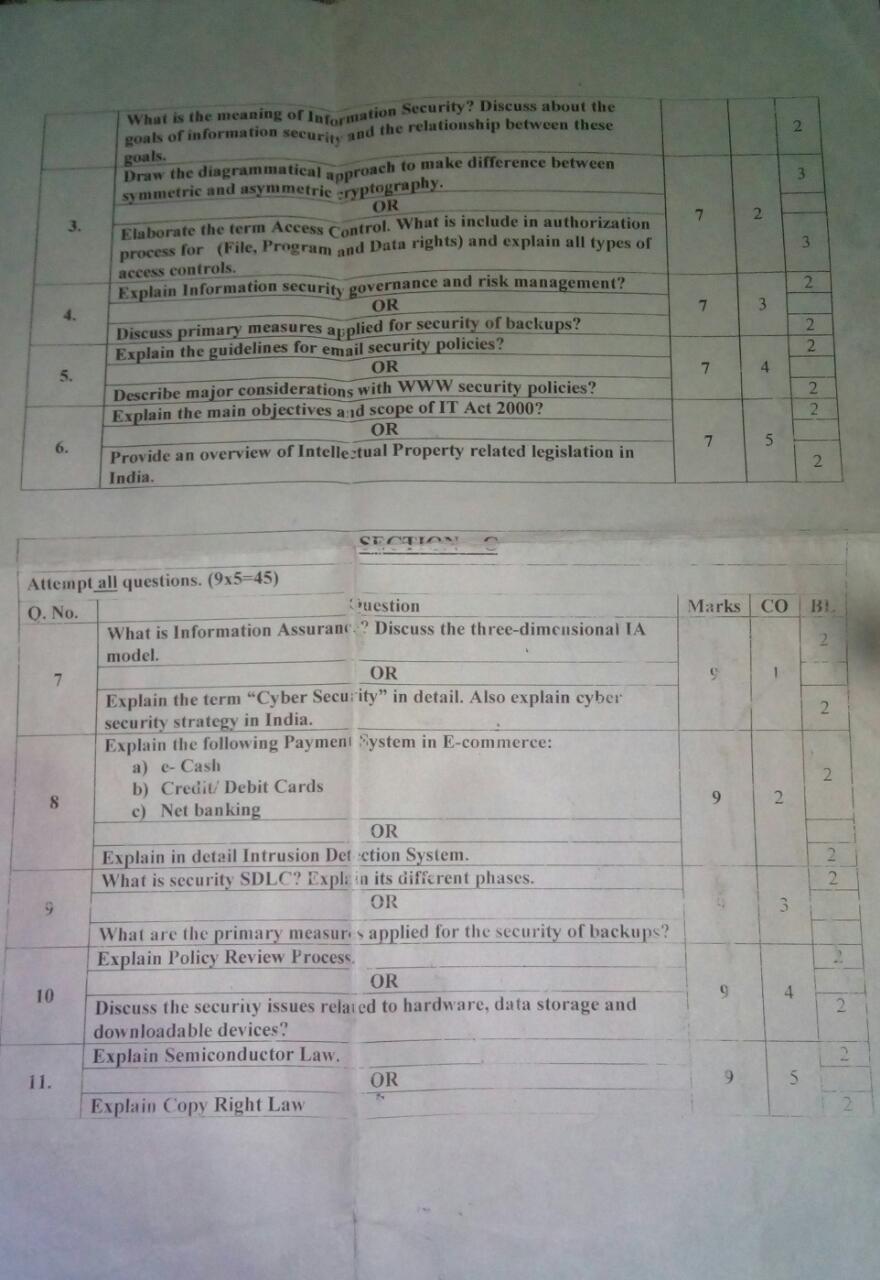 What is the meaning of Information Security? Discuss about the 2
goals of information security and the relationship between these
goals.
3. Draw the diagrammatical approach to make difference between 7 2 3
symmetric and asymmetric cryptography.
OR
Elaborate the term Access Control. What is include in authorization 3
process for (File, Program and Data rights) and explain all types of
access controls.
4. Explain Information security governance and risk management? 7 3 2
OR
Discuss primary measures applied for security of backups? 2
5. Explain the guidelines for email security policies? 7 4 2
OR
Describe major considerations with WWW security policies? 2
6. Explain the main objectives and scope of IT Act 2000? 7 5 2
OR
Provide an overview of Intellectual Property related legislation in 2
India.
SECTION C
Attempt all questions. (9x5=45)
Q. No. Question Marks CO BL
7 What is Information Assurance? Discuss the three-dimensional IA 9 1 2
model.
OR
Explain the term “Cyber Security” in detail. Also explain cyber 2
security strategy in India.
8 Explain the following Payment System in E-commerce: 9 2 2
a) e- Cash
b) Credit/ Debit Cards
c) Net banking
OR
Explain in detail Intrusion Detection System. 2
9 What is security SDLC? Explain its different phases. 9 3 2
OR
What are the primary measures applied for the security of backups?
10 Explain Policy Review Process. 9 4 2
OR
Discuss the security issues related to hardware, data storage and 2
downloadable devices?
11. Explain Semiconductor Law. 9 5 2
OR
Explain Copy Right Law 2